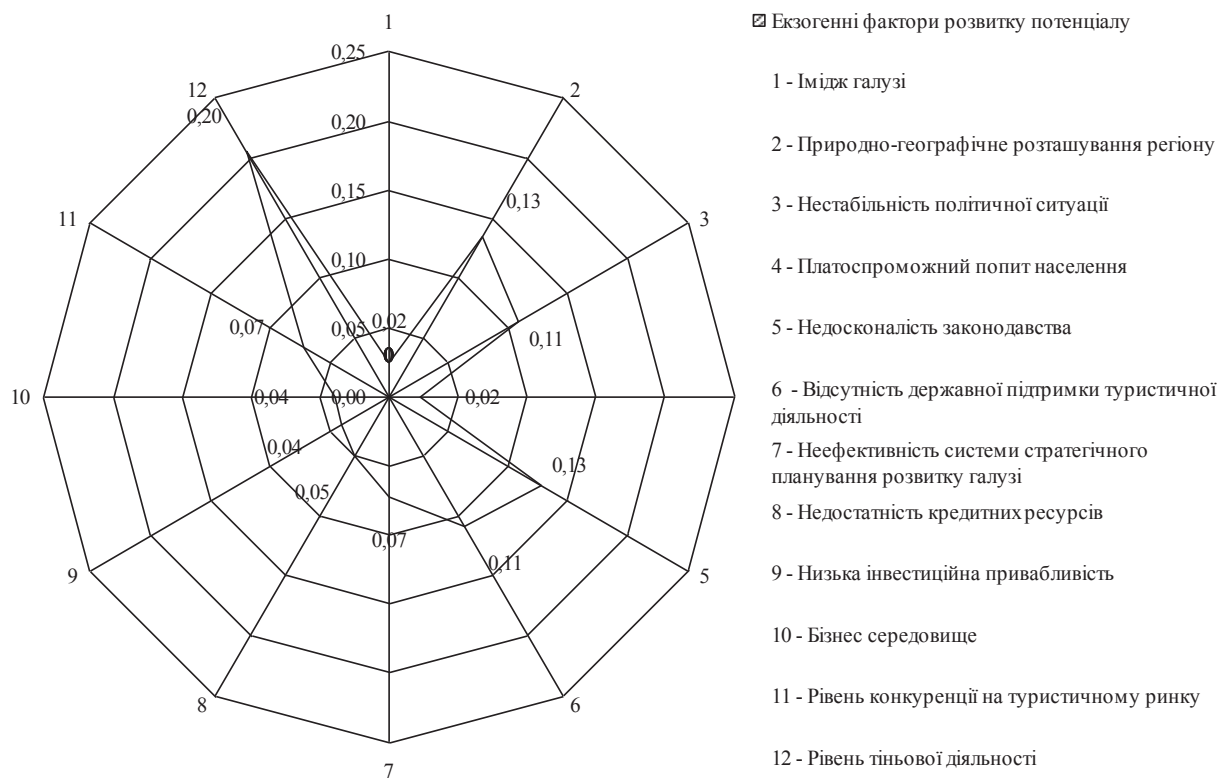 1
0,25
12
2
0,20
0,20
0,15
0,13
11
3
0,10
0,07
0,05
0,02
0,11
0
10
0,04
0,00
0,02
0,04
0,13
0,05
0,07
0,11
9
5
8
6
7
Екзогенні фактори розвитку потенціалу
1 - Імідж галузі
2 - Природно-географічне розташування регіону
3 - Нестабільність політичної ситуації
4 - Платоспроможний попит населення
5 - Недосконалість законодавства
6 - Відсутність державної підтримки туристичної
діяльності
7 - Неефективність системи стратегічного
планування розвитку галузі
8 - Недостатність кредитних ресурсів
9 - Низька інвестиційна привабливість
10 - Бізнес середовище
11 - Рівень конкуренції на туристичному ринку
12 - Рівень тіньової діяльності